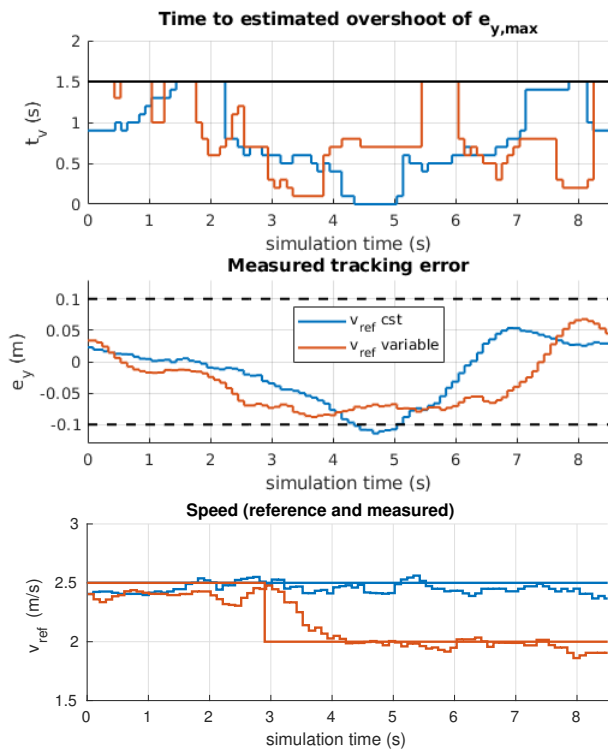 Time to estimated overshoot of e_y,max
2
1.5
1
0.5
0
t_v (s)
0 1 2 3 4 5 6 7 8
simulation time (s)
Measured tracking error
0.1
0.05
0
-0.05
-0.1
e_y (m)
v_ref cst
v_ref variable
0 1 2 3 4 5 6 7 8
simulation time (s)
Speed (reference and measured)
3
2.5
2
1.5
v_ref (m/s)
0 1 2 3 4 5 6 7 8
simulation time (s)